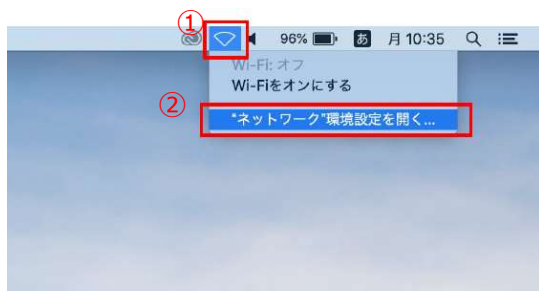 ①
96% あ 月 10:35
Wi-Fi: オフ
Wi-Fiをオンにする
②
“ネットワーク”環境設定を開く...